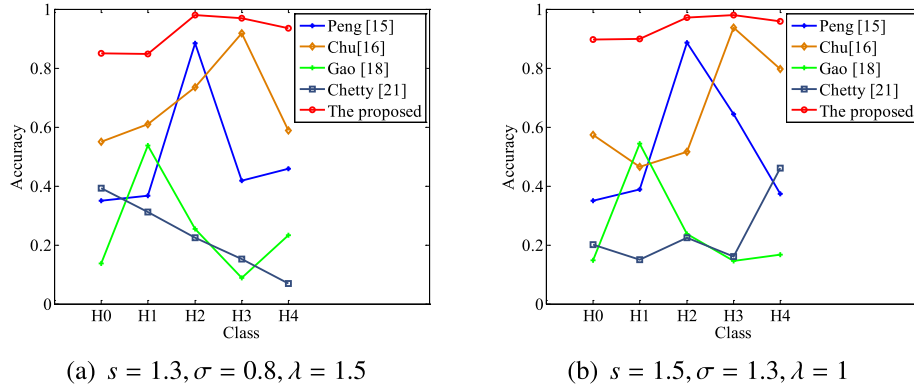 1
0.8
0.6
0.4
0.2
0
Accuracy
H0 H1 H2 H3 H4
Class
Peng [15]
Chu[16]
Gao [18]
Chetty [21]
The proposed
(a) s = 1.3, σ = 0.8, λ = 1.5
1
0.8
0.6
0.4
0.2
0
Accuracy
H0 H1 H2 H3 H4
Class
Peng [15]
Chu[16]
Gao [18]
Chetty [21]
The proposed
(b) s = 1.5, σ = 1.3, λ = 1